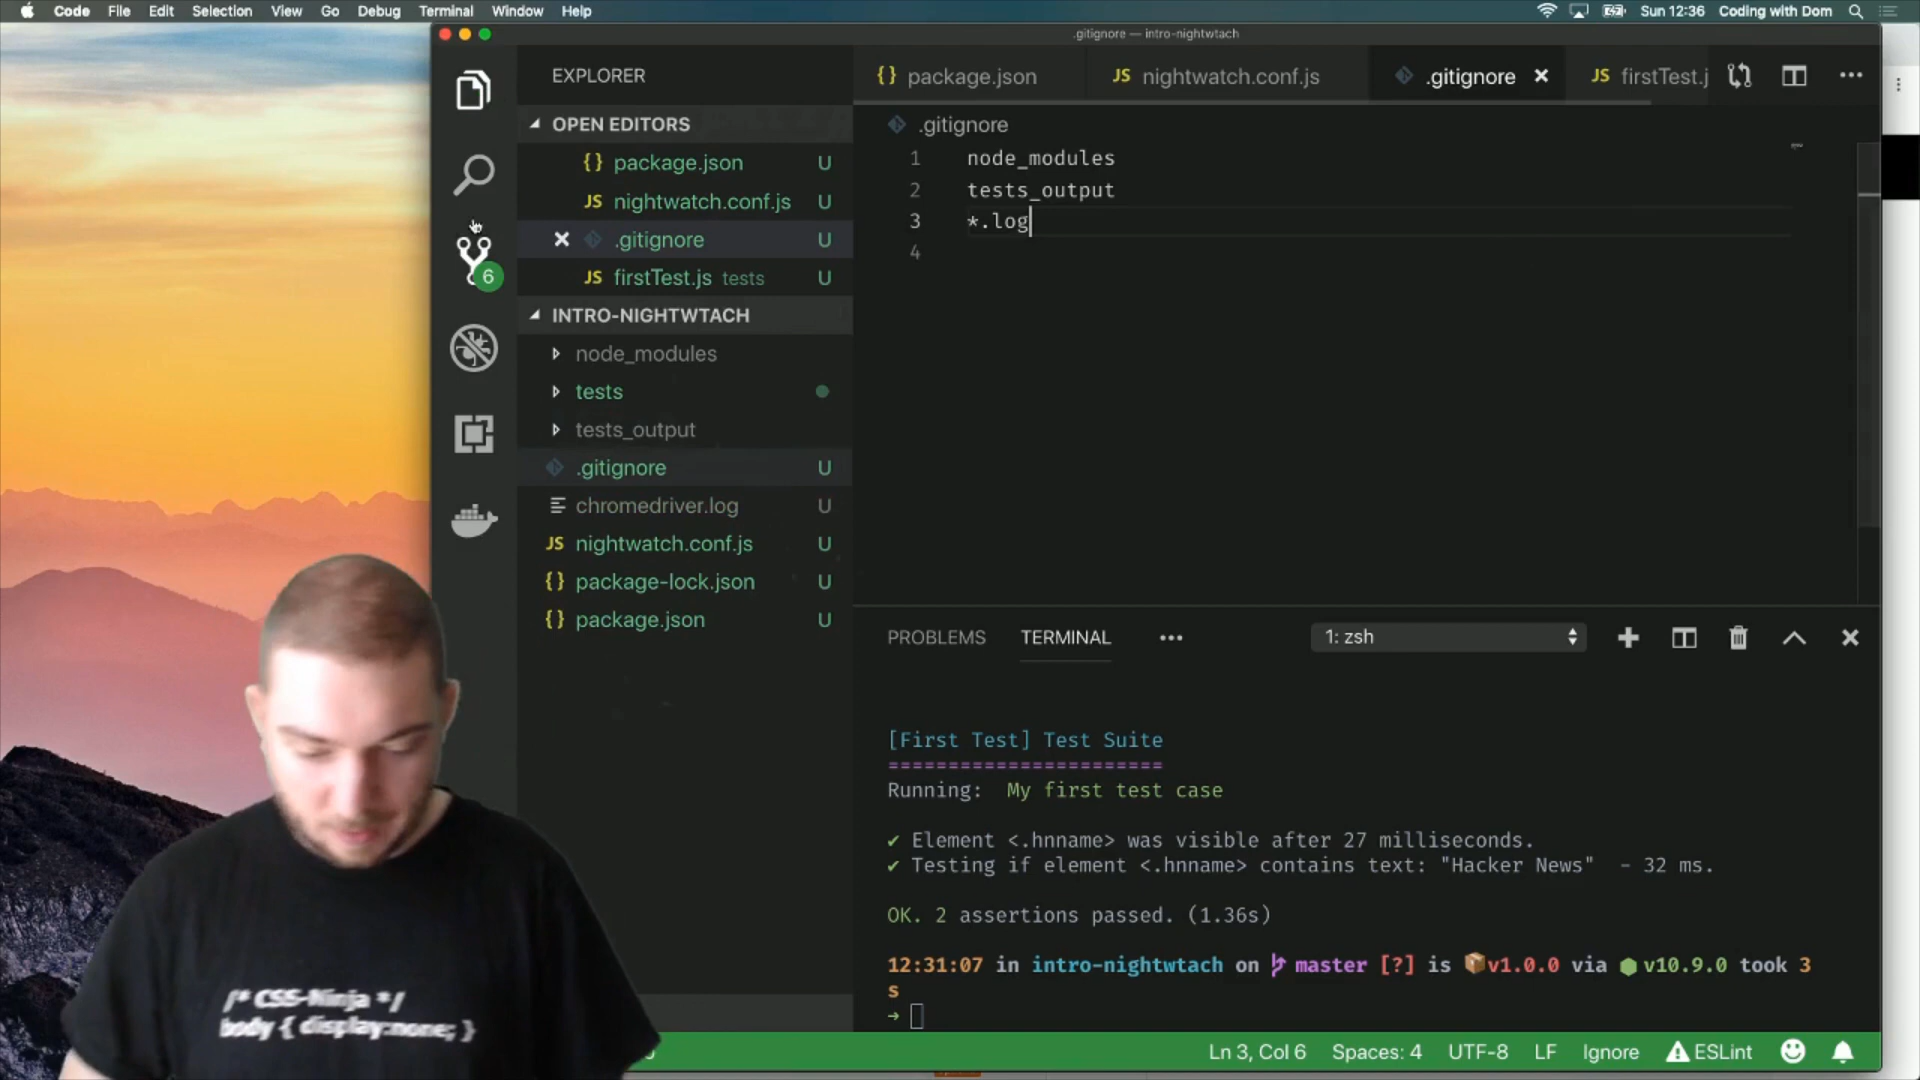 Code File Edit Selection View Go Debug Terminal Window Help Sun 12:36 Coding with Dom
.gitignore — intro-nightwtach
EXPLORER
{} package.json JS nightwatch.conf.js .gitignore JS firstTest.j
OPEN EDITORS
{} package.json U
JS nightwatch.conf.js U
.gitignore U
JS firstTest.js tests U
6
INTRO-NIGHTWTACH
node_modules
tests
tests_output
.gitignore U
chromedriver.log U
JS nightwatch.conf.js U
{} package-lock.json U
{} package.json U
.gitignore
1 node_modules
2 tests_output
3 *.log
4
PROBLEMS TERMINAL ••• 1: zsh
[First Test] Test Suite
======================
Running: My first test case
✔ Element <.hnname> was visible after 27 milliseconds.
✔ Testing if element <.hnname> contains text: "Hacker News" - 32 ms.
OK. 2 assertions passed. (1.36s)
12:31:07 in intro-nightwtach on master [?] is v1.0.0 via v10.9.0 took 3
s
→
/* CSS-Ninja */
body { display:none; }
Ln 3, Col 6 Spaces: 4 UTF-8 LF Ignore ESLint